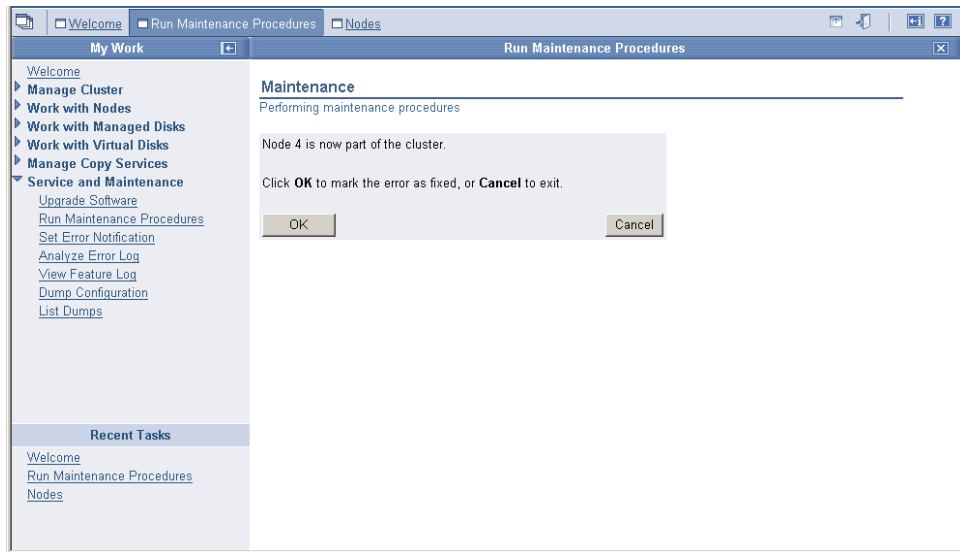 Welcome Run Maintenance Procedures Nodes
My Work
Run Maintenance Procedures
Welcome
Manage Cluster
Work with Nodes
Work with Managed Disks
Work with Virtual Disks
Manage Copy Services
Service and Maintenance
Upgrade Software
Run Maintenance Procedures
Set Error Notification
Analyze Error Log
View Feature Log
Dump Configuration
List Dumps
Recent Tasks
Welcome
Run Maintenance Procedures
Nodes
Maintenance
Performing maintenance procedures
Node 4 is now part of the cluster.
Click OK to mark the error as fixed, or Cancel to exit.
OK Cancel